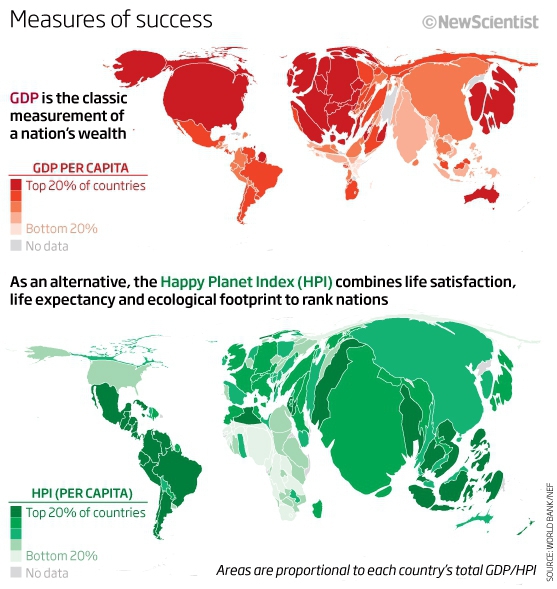 Measures of success
©NewScientist
GDP is the classic
measurement of
a nation's wealth
GDP PER CAPITA
Top 20% of countries
Bottom 20%
No data
As an alternative, the Happy Planet Index (HPI) combines life satisfaction,
life expectancy and ecological footprint to rank nations
HPI (PER CAPITA)
Top 20% of countries
Bottom 20%
No data
Areas are proportional to each country's total GDP/HPI
SOURCE: WORLD BANK/NEF